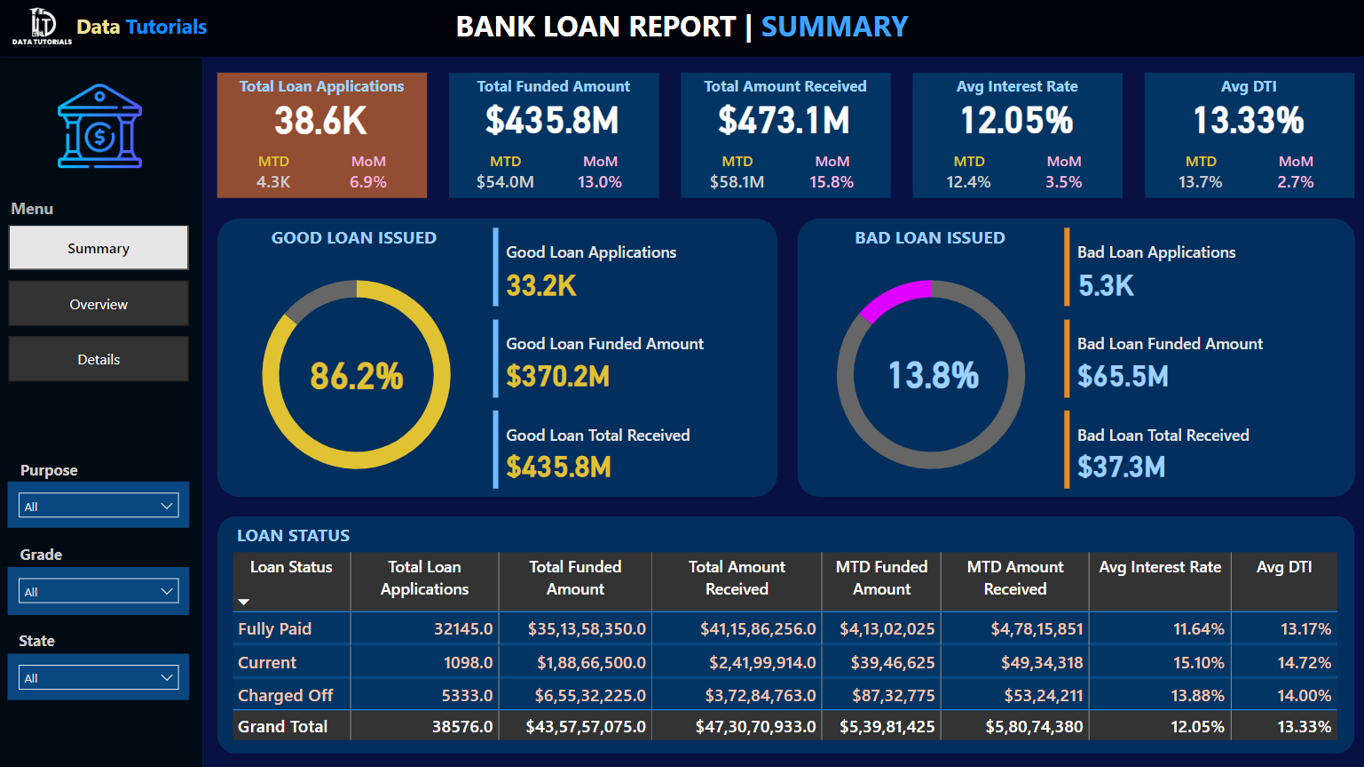 DATA TUTORIALS
Data Tutorials
BANK LOAN REPORT | SUMMARY
Menu
Summary
Overview
Details
Purpose
All
Grade
All
State
All
Total Loan Applications
38.6K
MTD MoM
4.3K 6.9%
Total Funded Amount
$435.8M
MTD MoM
$54.0M 13.0%
Total Amount Received
$473.1M
MTD MoM
$58.1M 15.8%
Avg Interest Rate
12.05%
MTD MoM
12.4% 3.5%
Avg DTI
13.33%
MTD MoM
13.7% 2.7%
GOOD LOAN ISSUED
86.2%
Good Loan Applications
33.2K
Good Loan Funded Amount
$370.2M
Good Loan Total Received
$435.8M
BAD LOAN ISSUED
13.8%
Bad Loan Applications
5.3K
Bad Loan Funded Amount
$65.5M
Bad Loan Total Received
$37.3M
LOAN STATUS
Loan Status Total Loan Total Funded Total Amount MTD Funded MTD Amount Avg Interest Rate Avg DTI
Applications Amount Received Amount Received
Fully Paid 32145.0 $35,13,58,350.0 $41,15,86,256.0 $4,13,02,025 $4,78,15,851 11.64% 13.17%
Current 1098.0 $1,88,66,500.0 $2,41,99,914.0 $39,46,625 $49,34,318 15.10% 14.72%
Charged Off 5333.0 $6,55,32,225.0 $3,72,84,763.0 $87,32,775 $53,24,211 13.88% 14.00%
Grand Total 38576.0 $43,57,57,075.0 $47,30,70,933.0 $5,39,81,425 $5,80,74,380 12.05% 13.33%